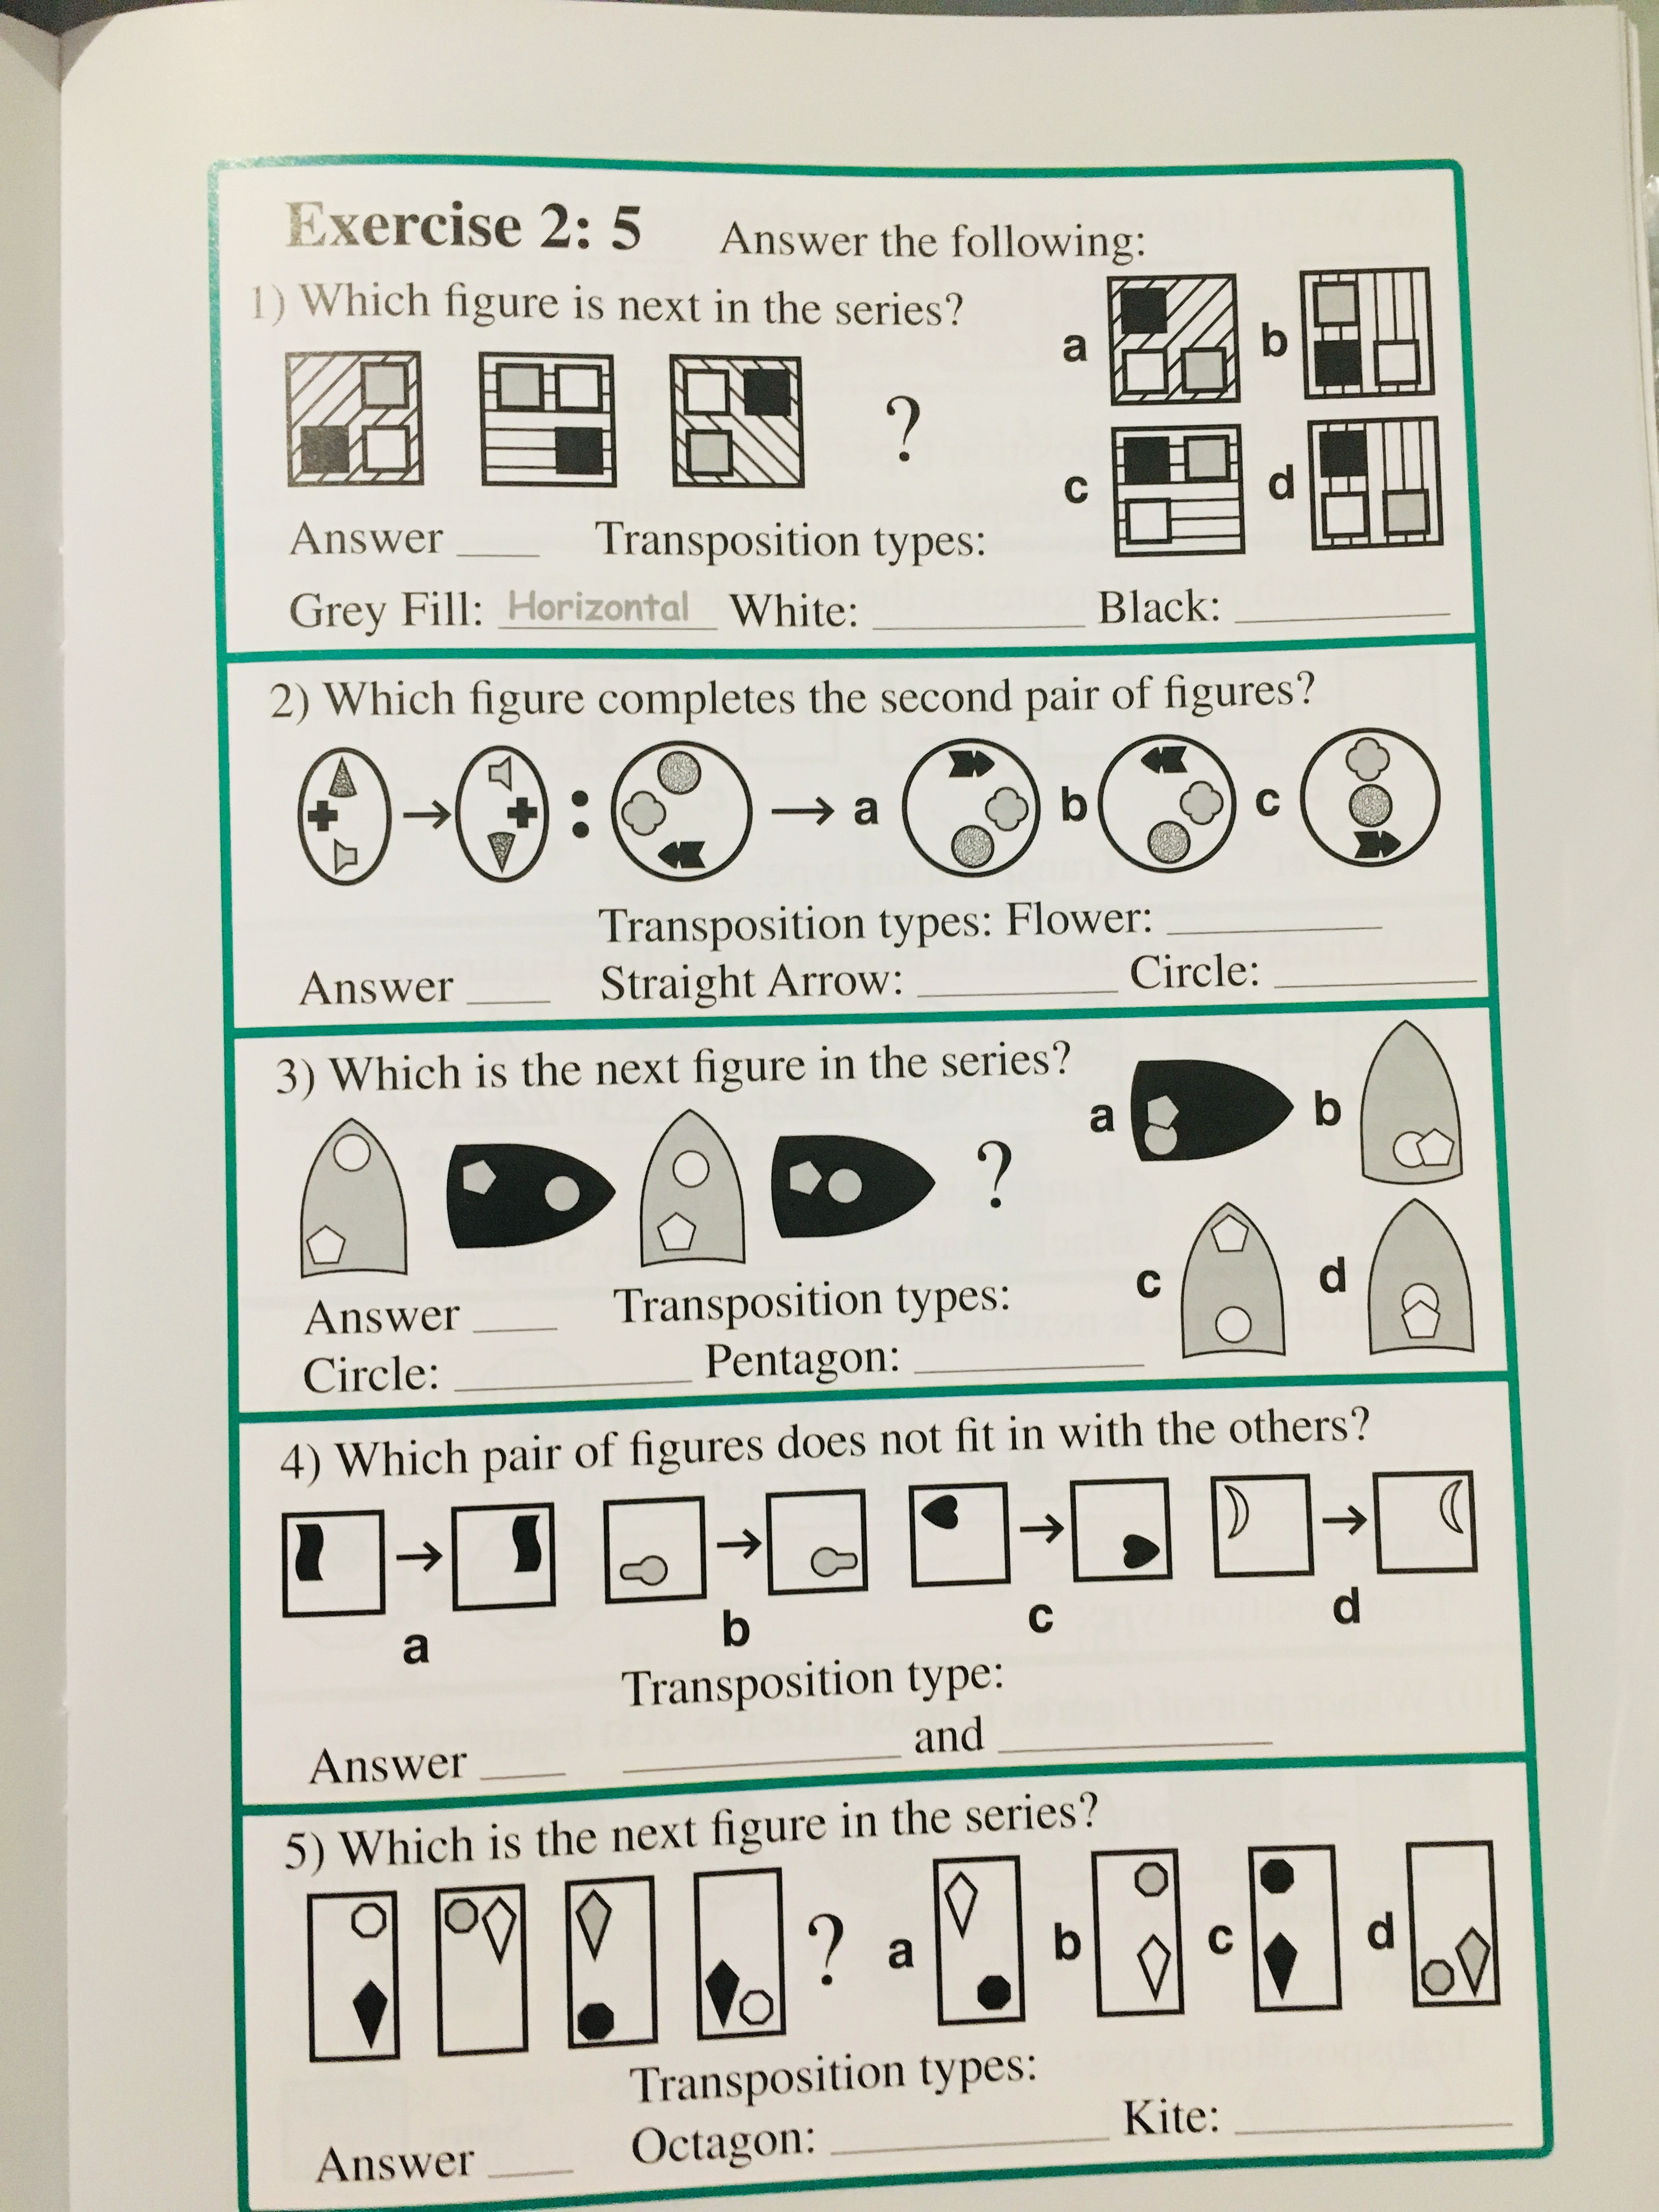 Exercise 2: 5 Answer the following:
1) Which figure is next in the series?
a b
?
c d
Answer ____ Transposition types:
Grey Fill: Horizontal White: ________ Black: ________
2) Which figure completes the second pair of figures?
a b c
Transposition types: Flower: ________
Answer ____ Straight Arrow: ________ Circle: ________
3) Which is the next figure in the series?
a b
?
c d
Answer ____ Transposition types:
Circle: ________ Pentagon: ________
4) Which pair of figures does not fit in with the others?
a b c d
Transposition type:
Answer ____ ________ and ________
5) Which is the next figure in the series?
? a b c d
Transposition types:
Answer ____ Octagon: ________ Kite: ________